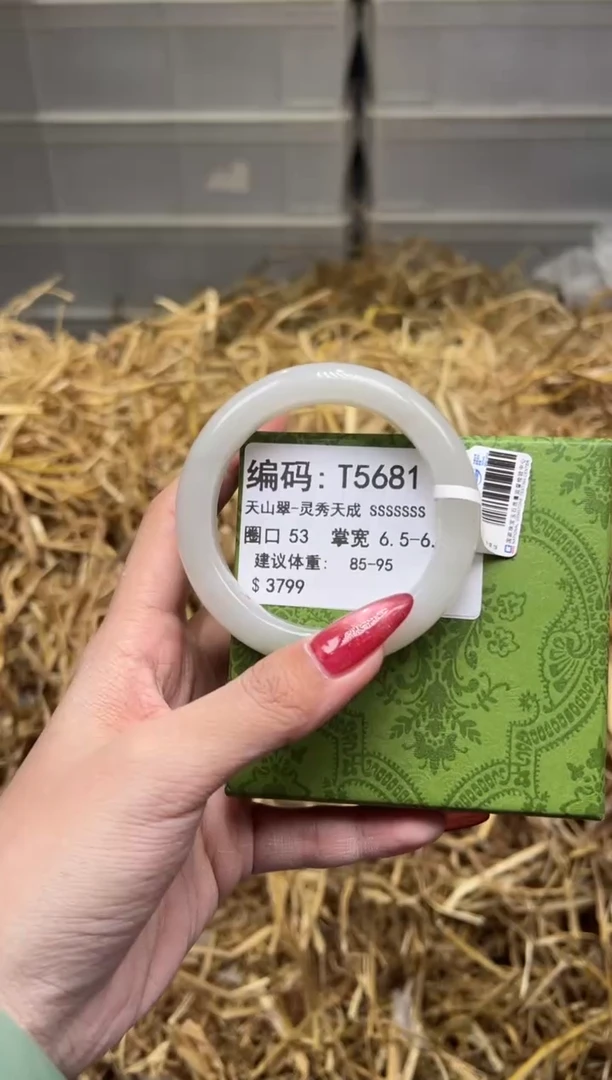 编码: T5681
天山翠-灵秀天成 SSSSSSS
圈口 53 掌宽 6.5-6.
建议体重: 85-95
$ 3799